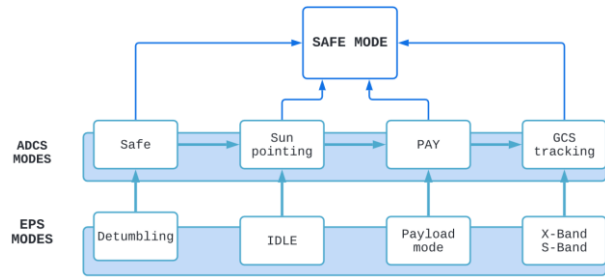 SAFE MODE
ADCS
MODES
Safe
Sun
pointing
PAY
GCS
tracking
EPS
MODES
Detumbling
IDLE
Payload
mode
X-Band
S-Band